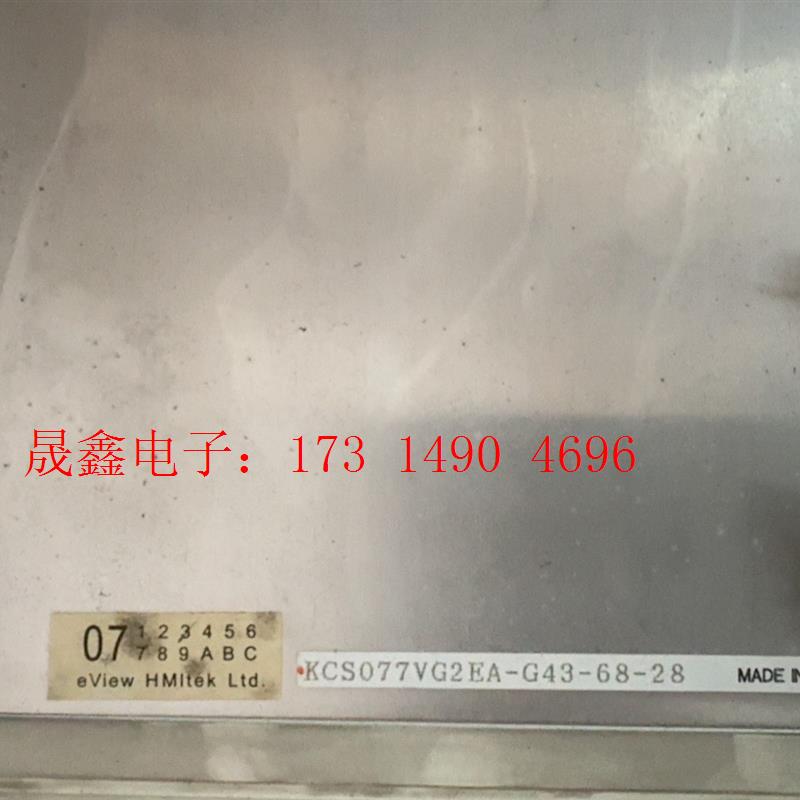 晟鑫电子：173 1490 4696
07 1 2 3 4 5 6
7 8 9 A B C
eView HMItek Ltd.
KCS077VG2EA-G43-68-28
MADE IN